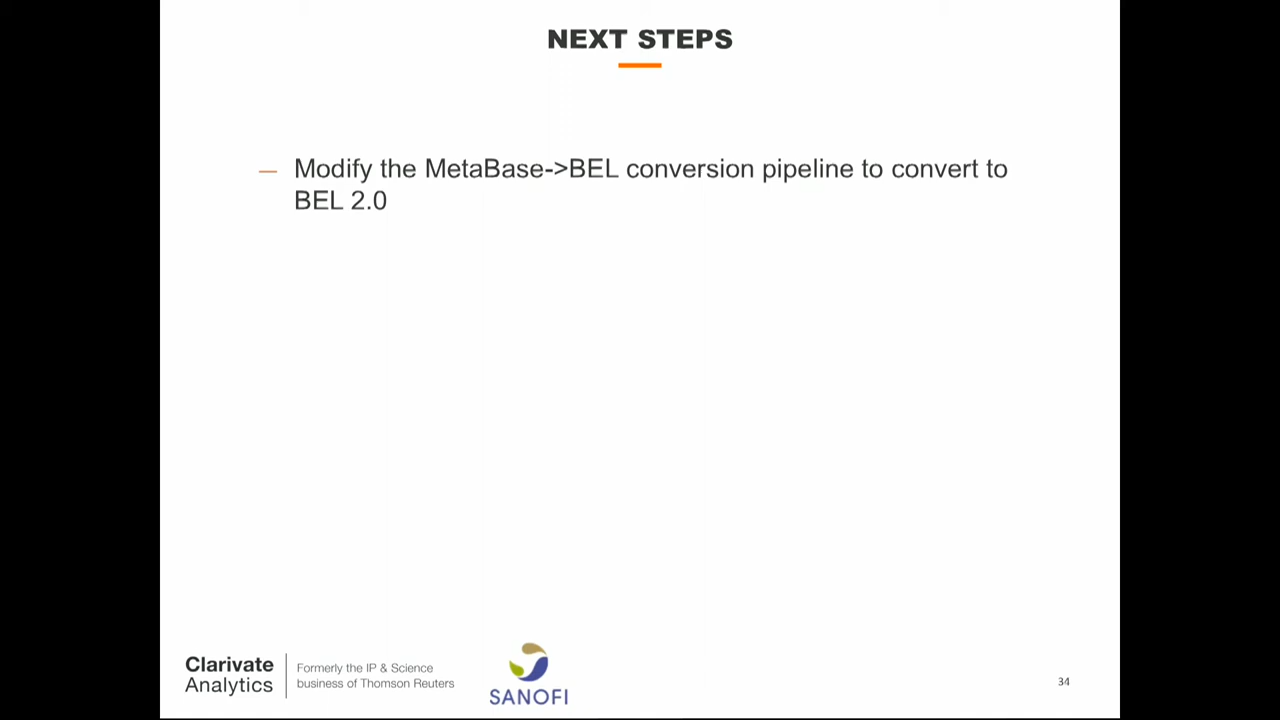 NEXT STEPS
— Modify the MetaBase->BEL conversion pipeline to convert to
BEL 2.0
Clarivate
Analytics
Formerly the IP & Science
business of Thomson Reuters
SANOFI
34